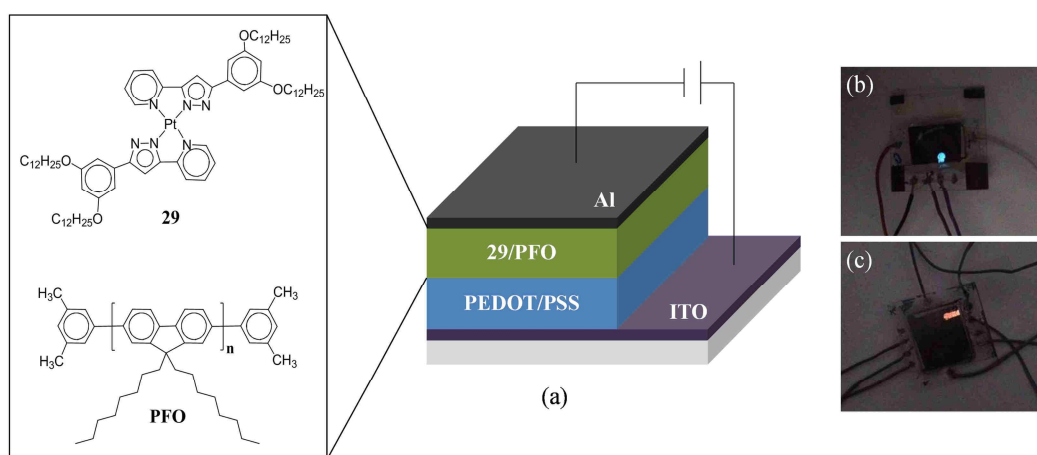 OC₁₂H₂₅
OC₁₂H₂₅
N
N
N
Pt
N
N
N
C₁₂H₂₅O
C₁₂H₂₅O
29
H₃C
CH₃
n
H₃C
CH₃
PFO
Al
29/PFO
PEDOT/PSS
ITO
(a)
(b)
(c)